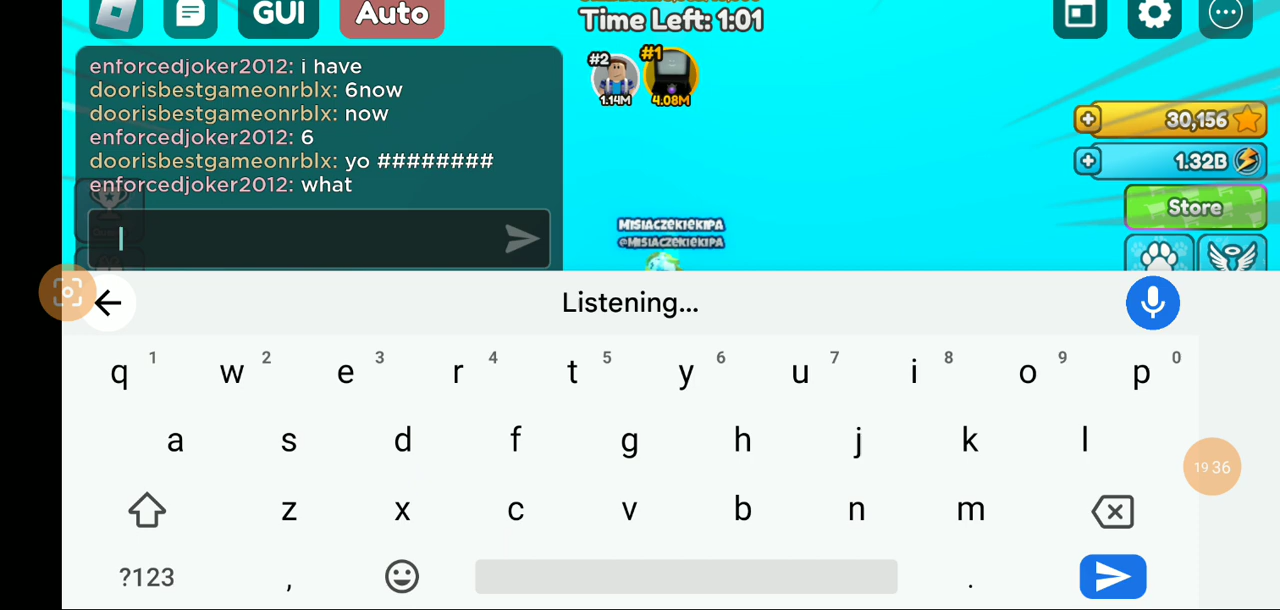 GUI
Auto
Time Left: 1:01
enforcedjoker2012: i have
doorisbestgameonrblx: 6now
doorisbestgameonrblx: now
enforcedjoker2012: 6
doorisbestgameonrblx: yo ########
enforcedjoker2012: what
#2
#1
1.14M
4.08M
30,156
1.32B
Store
MISIACZEKIEKIPA
@MISIACZEKIEKIPA
Listening...
q 1 w 2 e 3 r 4 t 5 y 6 u 7 i 8 o 9 p 0
a s d f g h j k l
19 36
z x c v b n m
?123 , .